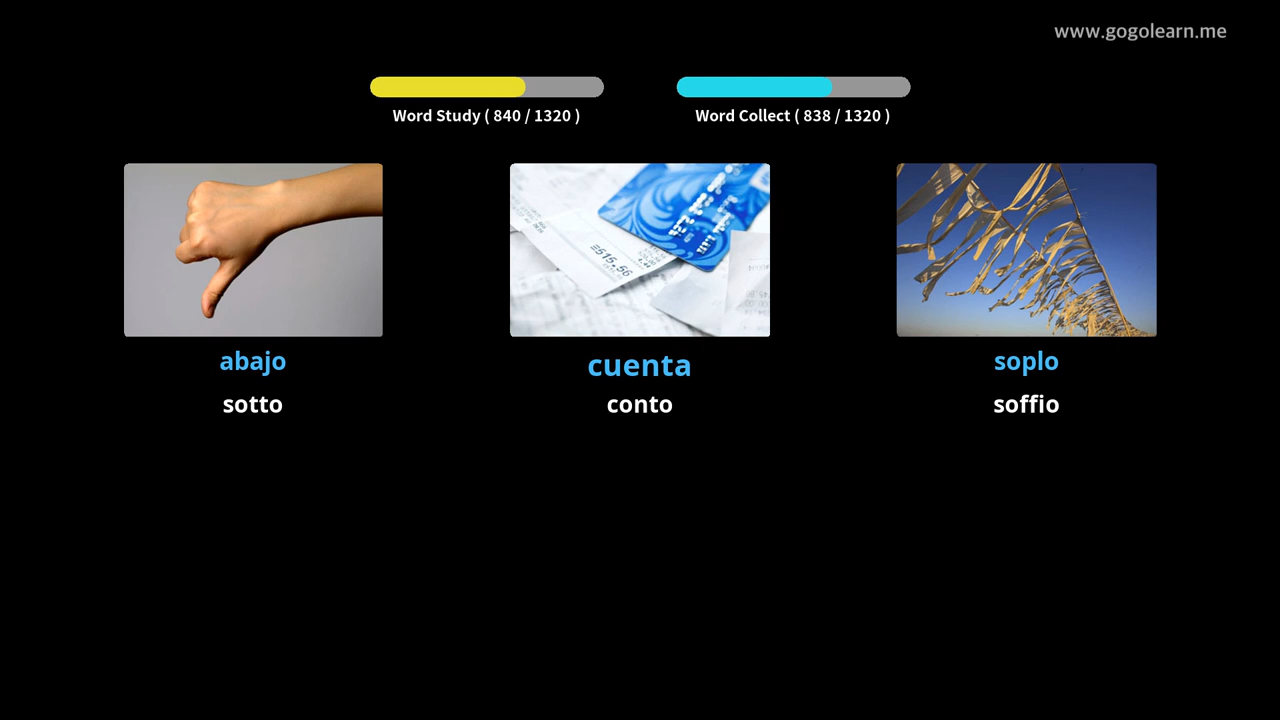 www.gogolearn.me
Word Study ( 840 / 1320 )
Word Collect ( 838 / 1320 )
abajo
cuenta
soplo
sotto
conto
soffio